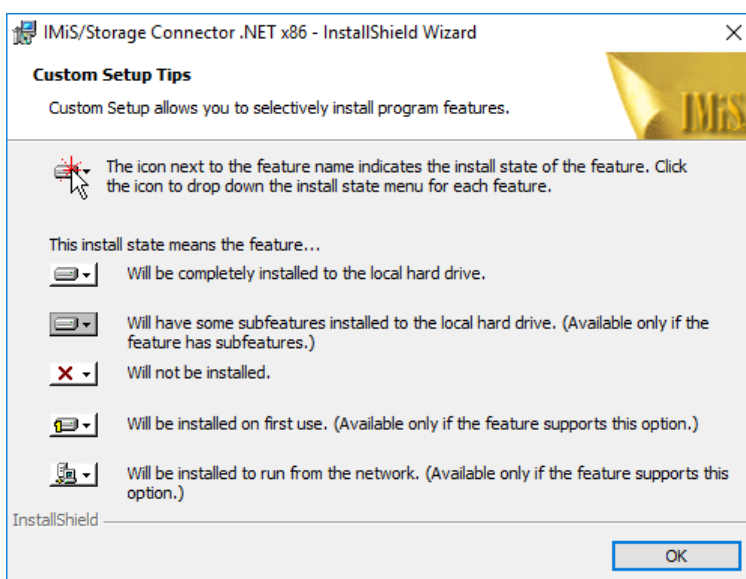 IMiS/Storage Connector .NET x86 - InstallShield Wizard
Custom Setup Tips
Custom Setup allows you to selectively install program features.
IMiS
The icon next to the feature name indicates the install state of the feature. Click
the icon to drop down the install state menu for each feature.
This install state means the feature...
Will be completely installed to the local hard drive.
Will have some subfeatures installed to the local hard drive. (Available only if the
feature has subfeatures.)
Will not be installed.
Will be installed on first use. (Available only if the feature supports this option.)
Will be installed to run from the network. (Available only if the feature supports this
option.)
InstallShield
OK